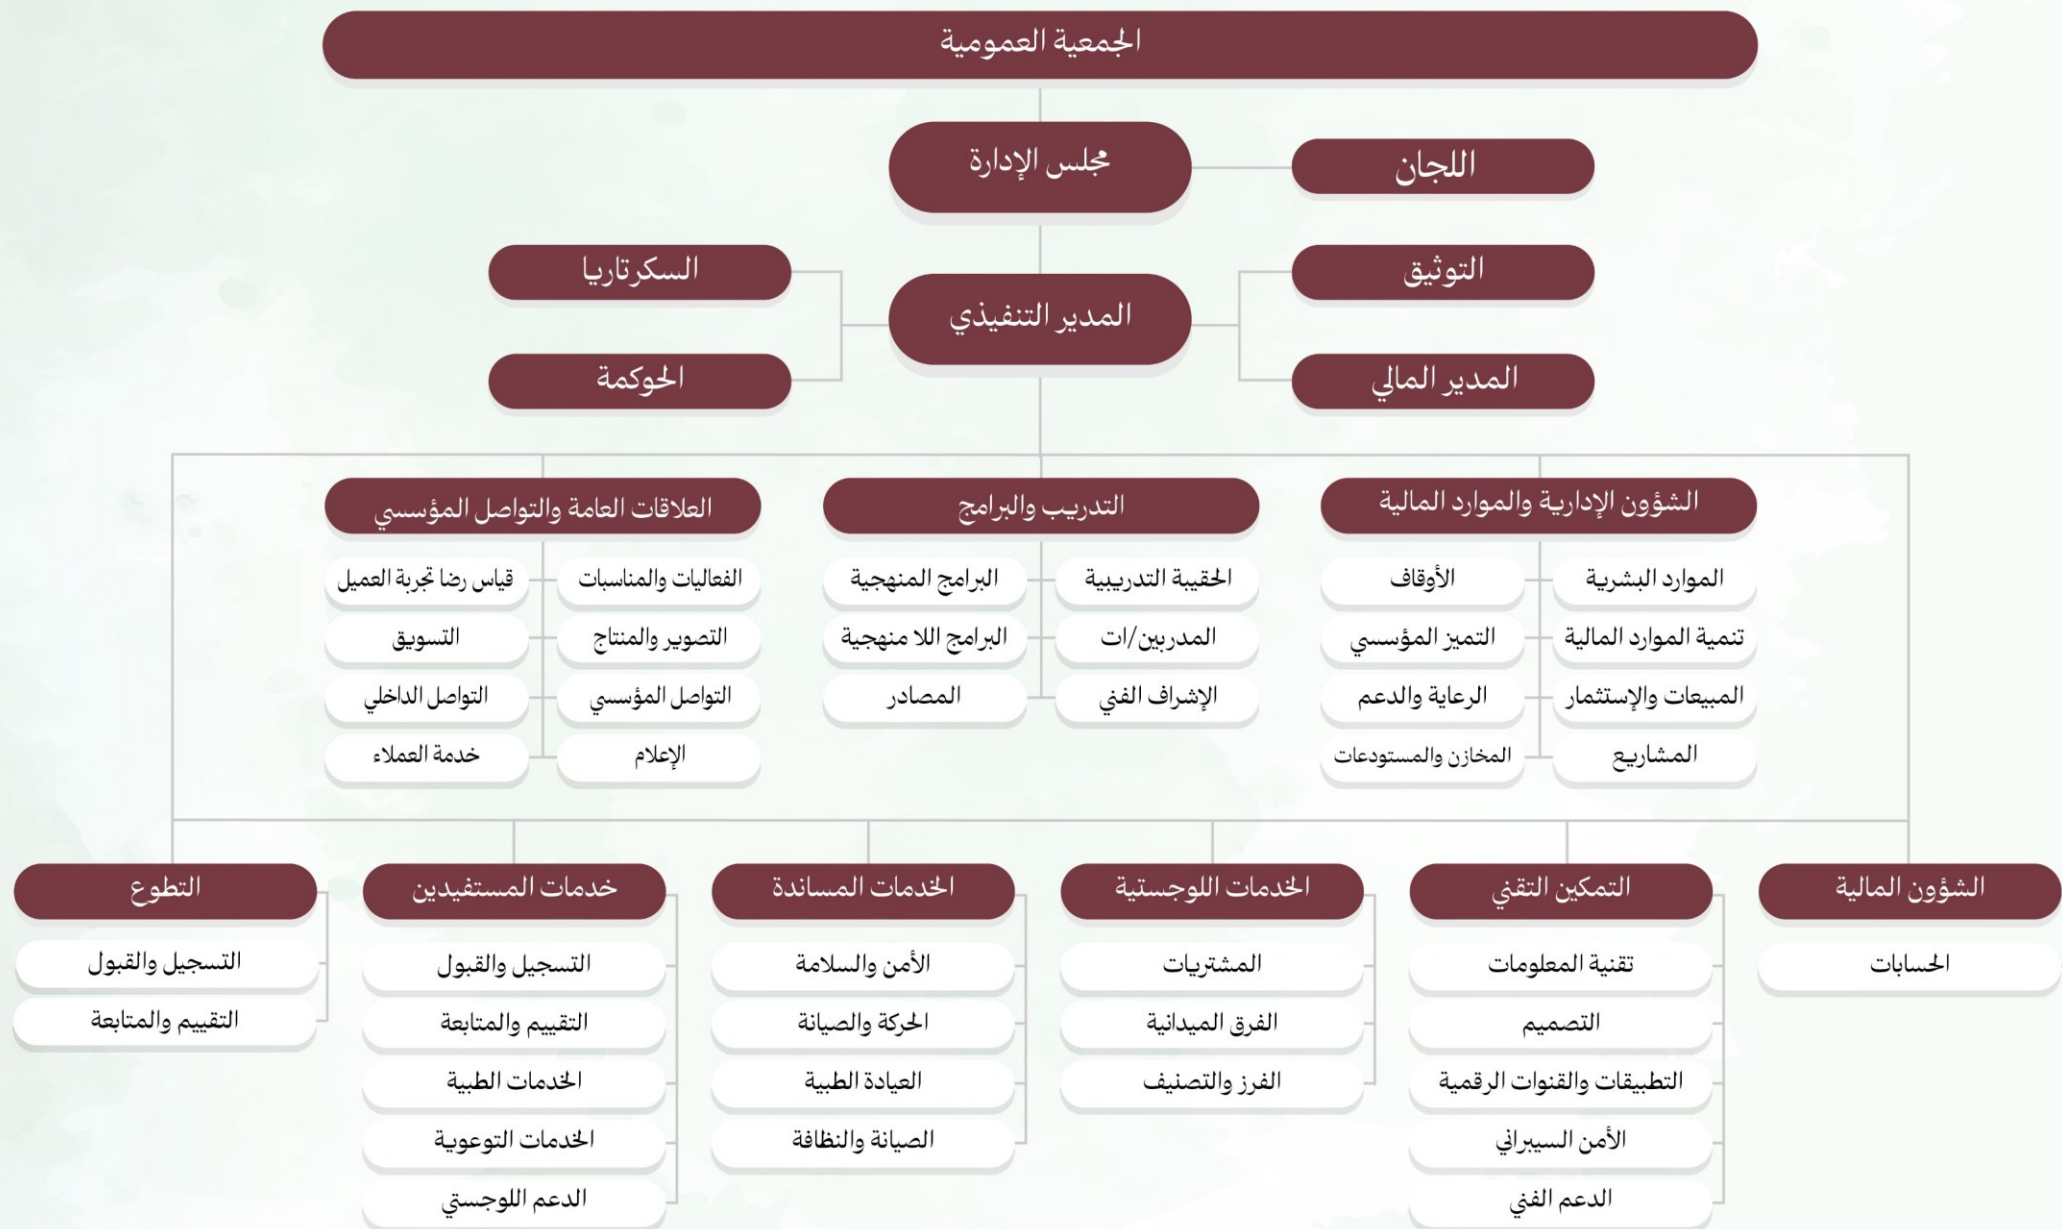 الجمعية العمومية
مجلس الإدارة
اللجان
التوثيق
السكرتاريا
المدير التنفيذي
المدير المالي
الحوكمة
الشؤون الإدارية والموارد المالية
الموارد البشرية
الأوقاف
تنمية الموارد المالية
التميز المؤسسي
المبيعات والإستثمار
الرعاية والدعم
المشاريع
المخازن والمستودعات
التدريب والبرامج
الحقيبة التدريبية
البرامج المنهجية
المدربين/ات
البرامج اللا منهجية
الإشراف الفني
المصادر
العلاقات العامة والتواصل المؤسسي
الفعاليات والمناسبات
قياس رضا تجربة العميل
التصوير والمنتاج
التسويق
التواصل المؤسسي
التواصل الداخلي
الإعلام
خدمة العملاء
الشؤون المالية
الحسابات
التمكين التقني
تقنية المعلومات
التصميم
التطبيقات والقنوات الرقمية
الأمن السيبراني
الدعم الفني
الخدمات اللوجستية
المشتريات
الفرق الميدانية
الفرز والتصنيف
الخدمات المساندة
الأمن والسلامة
الحركة والصيانة
العيادة الطبية
الصيانة والنظافة
خدمات المستفيدين
التسجيل والقبول
التقييم والمتابعة
الخدمات الطبية
الخدمات التوعوية
الدعم اللوجستي
التطوع
التسجيل والقبول
التقييم والمتابعة